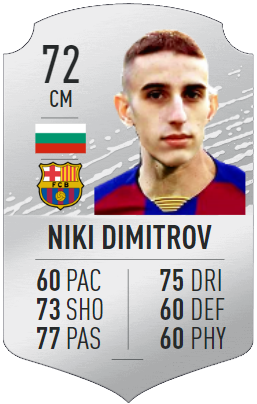 72
CM
FCB
NIKI DIMITROV
60 PAC 75 DRI
73 SHO 60 DEF
77 PAS 60 PHY